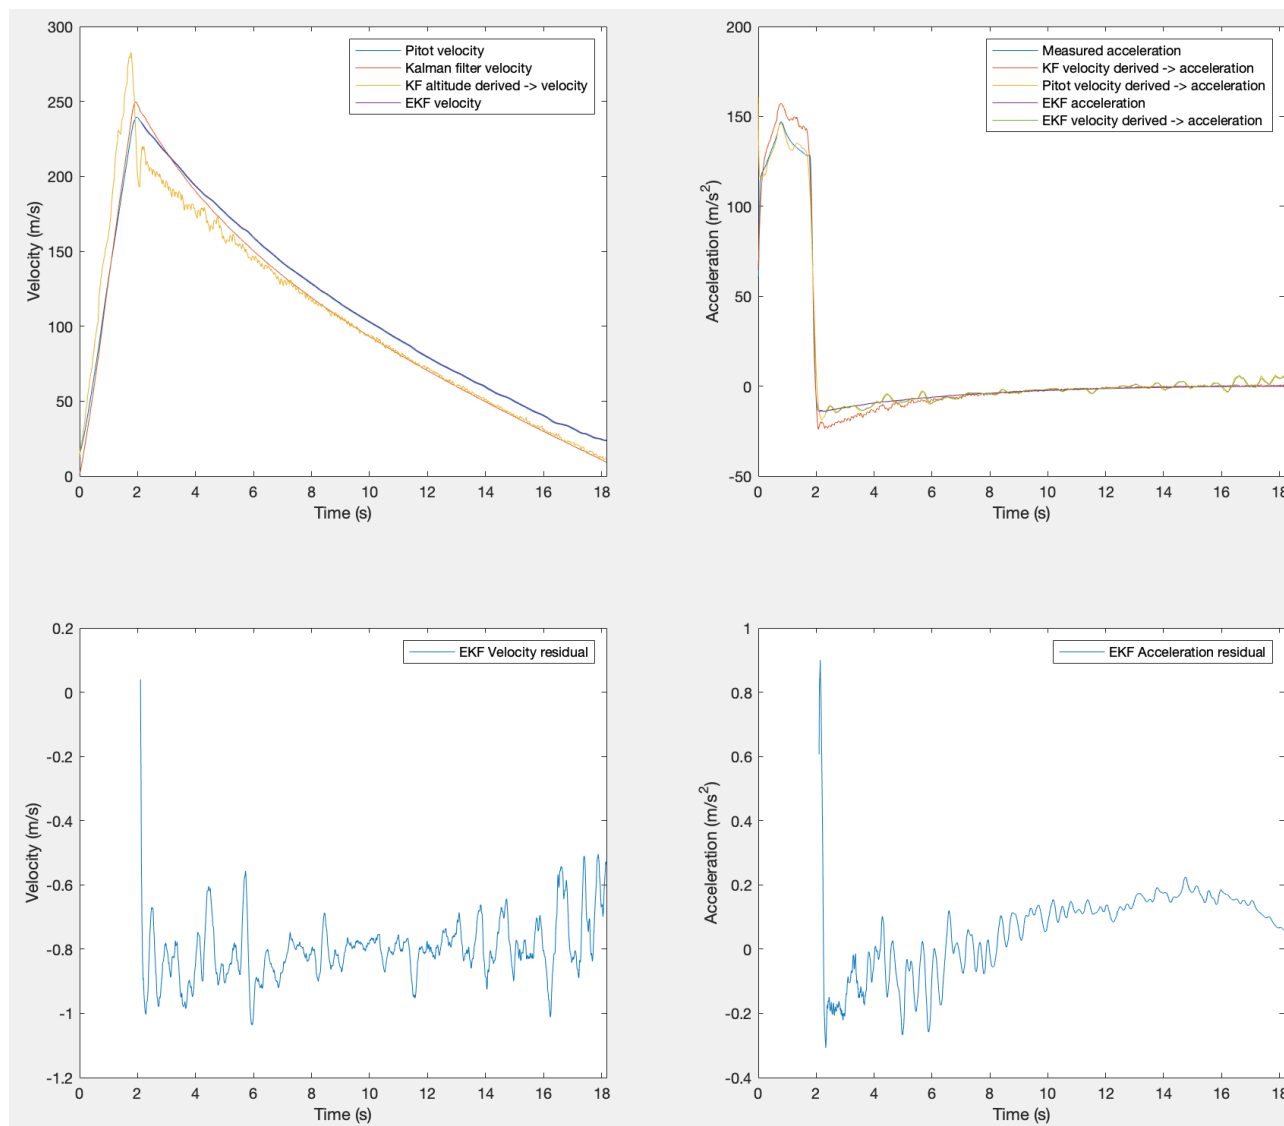 300
250
200
150
100
50
0
Velocity (m/s)
0 2 4 6 8 10 12 14 16 18
Time (s)
Pitot velocity
Kalman filter velocity
KF altitude derived -> velocity
EKF velocity
200
150
100
50
0
-50
Acceleration (m/s²)
0 2 4 6 8 10 12 14 16 18
Time (s)
Measured acceleration
KF velocity derived -> acceleration
Pitot velocity derived -> acceleration
EKF acceleration
EKF velocity derived -> acceleration
0.2
0
-0.2
-0.4
-0.6
-0.8
-1
-1.2
Velocity (m/s)
0 2 4 6 8 10 12 14 16 18
Time (s)
EKF Velocity residual
1
0.8
0.6
0.4
0.2
0
-0.2
-0.4
Acceleration (m/s²)
0 2 4 6 8 10 12 14 16 18
Time (s)
EKF Acceleration residual